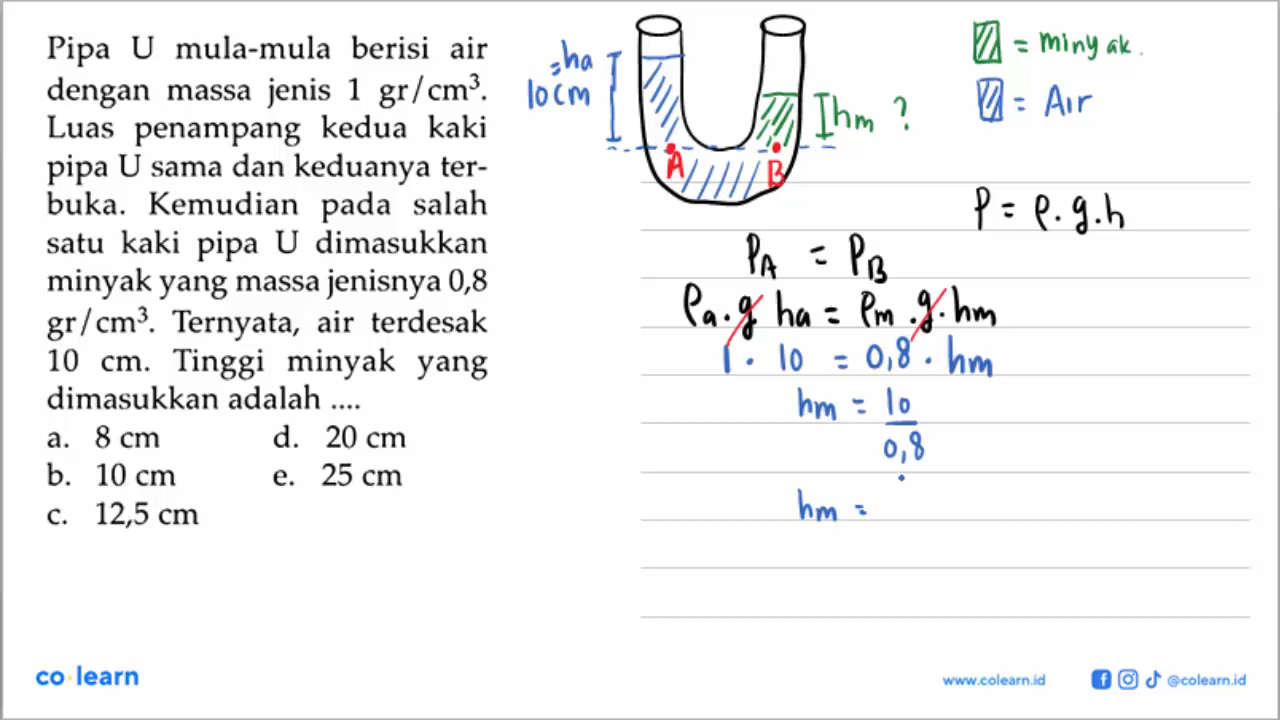 Pipa U mula-mula berisi air
dengan massa jenis 1 gr/cm³.
Luas penampang kedua kaki
pipa U sama dan keduanya ter-
buka. Kemudian pada salah
satu kaki pipa U dimasukkan
minyak yang massa jenisnya 0,8
gr/cm³. Ternyata, air terdesak
10 cm. Tinggi minyak yang
dimasukkan adalah ....
a. 8 cm d. 20 cm
b. 10 cm e. 25 cm
c. 12,5 cm
=ha
10 cm
hm ?
A
B
= minyak.
= Air
P = ρ.g.h
PA = PB
ρa.g ha = ρm.g.hm
1 . 10 = 0,8 . hm
hm = 10
0,8
hm =
co·learn
www.colearn.id
@colearn.id